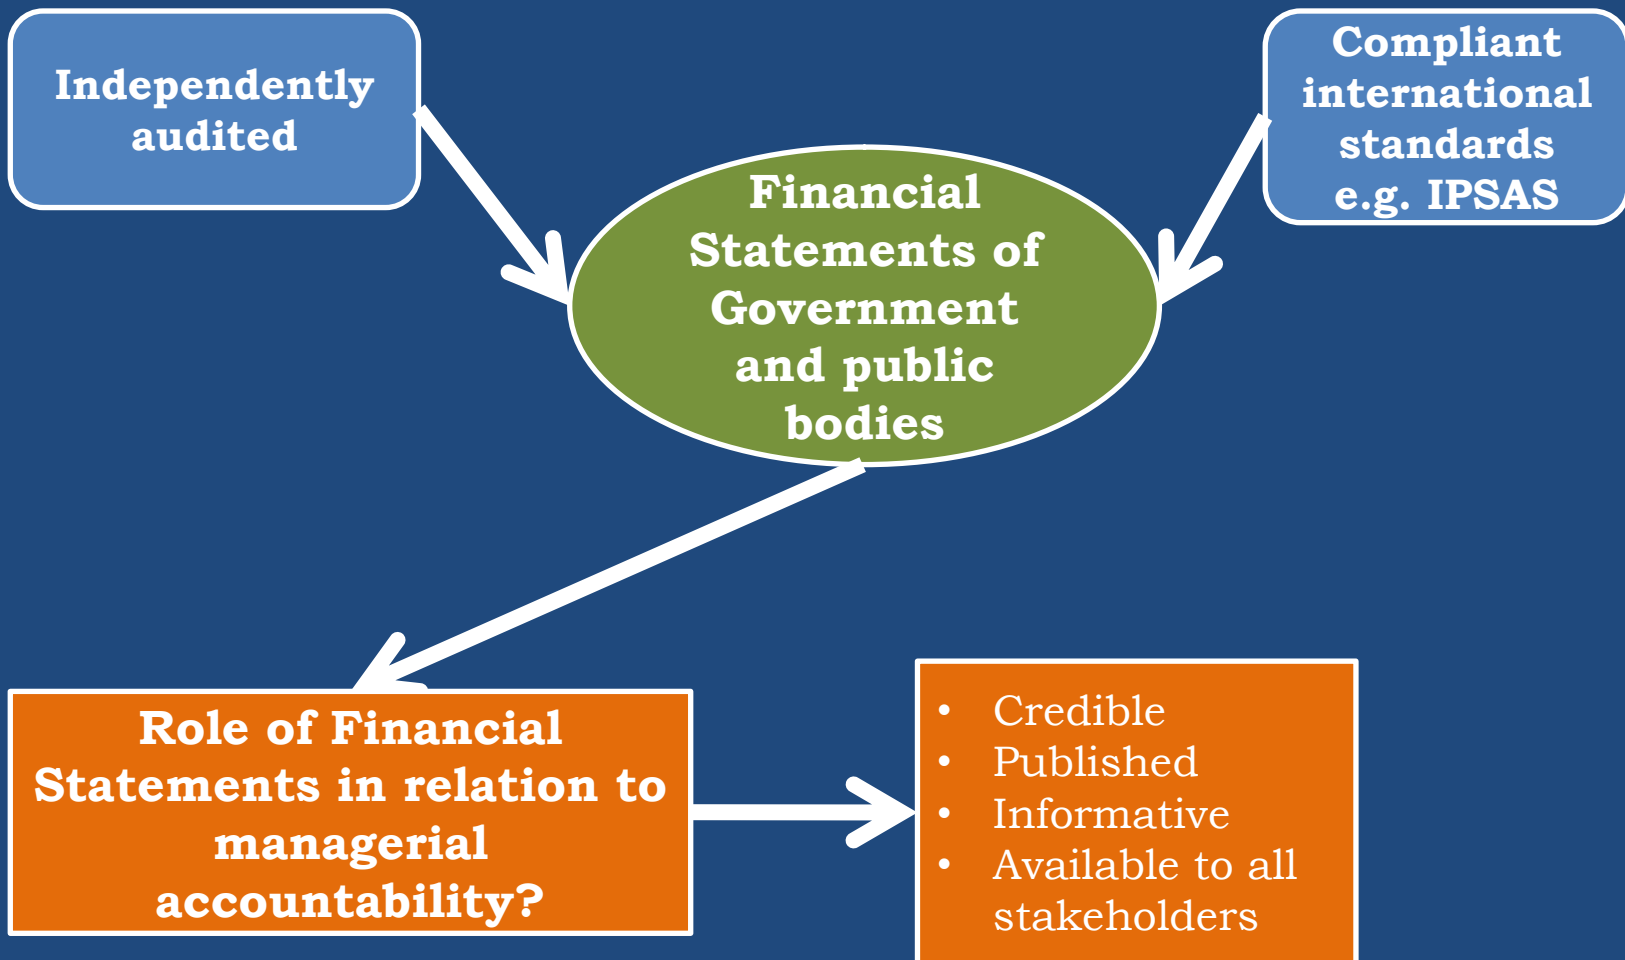 Independently
audited
Compliant
international
standards
e.g. IPSAS
Financial
Statements of
Government
and public
bodies
Role of Financial
Statements in relation to
managerial
accountability?
• Credible
• Published
• Informative
• Available to all
stakeholders